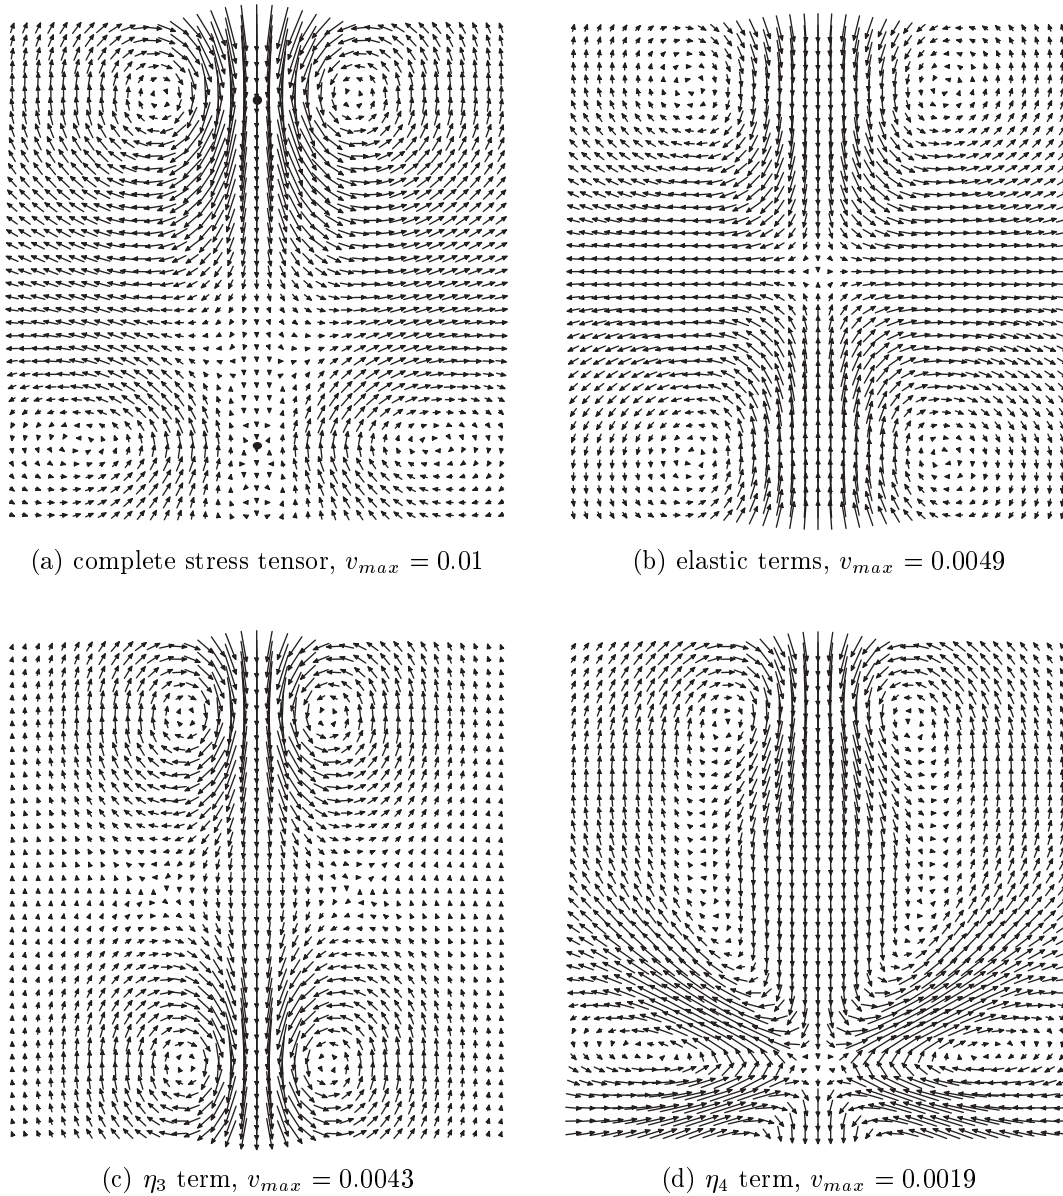 (a) complete stress tensor, v_max = 0.01
(b) elastic terms, v_max = 0.0049
(c) η₃ term, v_max = 0.0043
(d) η₄ term, v_max = 0.0019